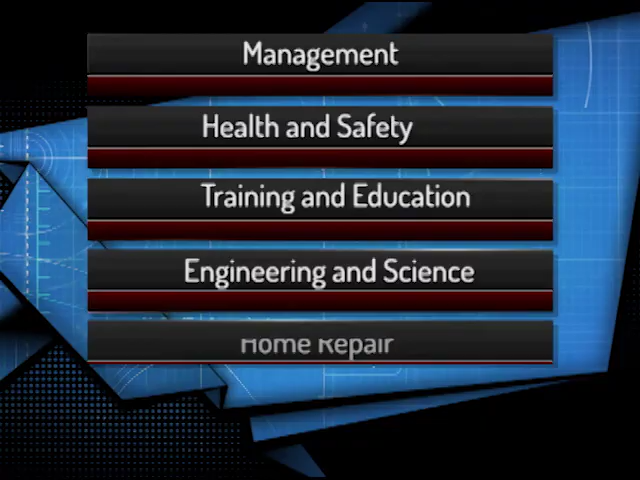 Management
Health and Safety
Training and Education
Engineering and Science
Home Repair